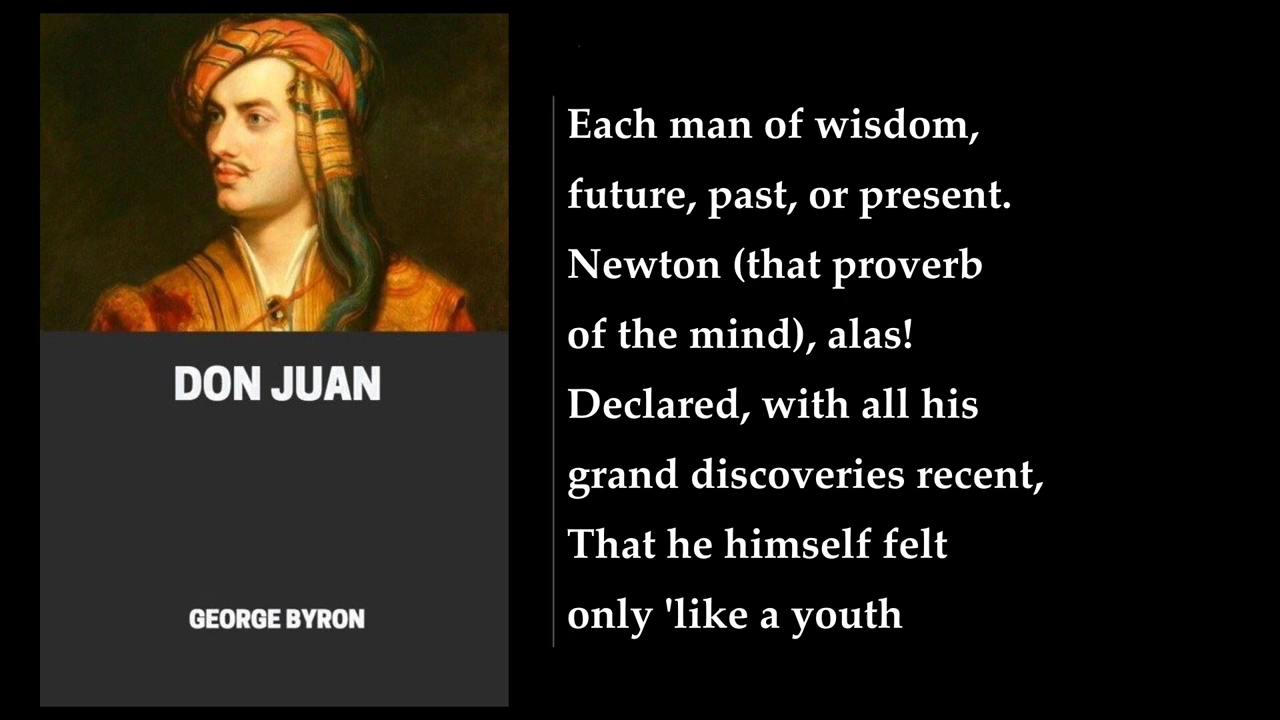 DON JUAN
GEORGE BYRON
Each man of wisdom,
future, past, or present.
Newton (that proverb
of the mind), alas!
Declared, with all his
grand discoveries recent,
That he himself felt
only 'like a youth